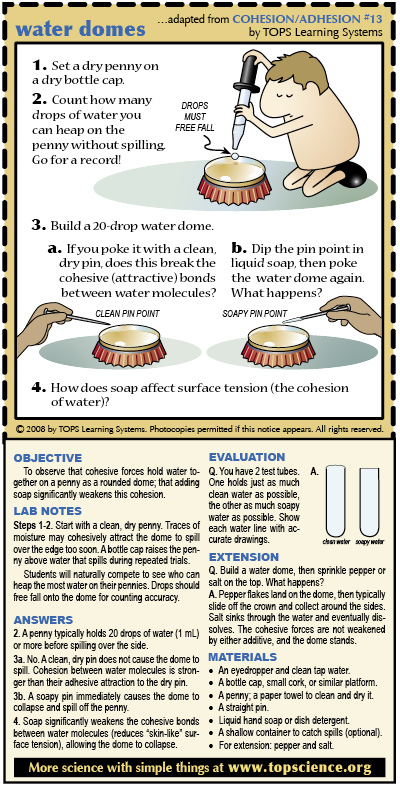 water domes
...adapted from COHESION/ADHESION #13
by TOPS Learning Systems
1. Set a dry penny on
a dry bottle cap.
2. Count how many
drops of water you
can heap on the
penny without spilling.
Go for a record!
DROPS
MUST
FREE FALL
3. Build a 20-drop water dome.
a. If you poke it with a clean,
dry pin, does this break the
cohesive (attractive) bonds
between water molecules?
b. Dip the pin point in
liquid soap, then poke
the water dome again.
What happens?
CLEAN PIN POINT
SOAPY PIN POINT
4. How does soap affect surface tension (the cohesion
of water)?
© 2008 by TOPS Learning Systems. Photocopies permitted if this notice appears. All rights reserved.
OBJECTIVE
To observe that cohesive forces hold water to-
gether on a penny as a rounded dome; that adding
soap significantly weakens this cohesion.
LAB NOTES
Steps 1-2. Start with a clean, dry penny. Traces of
moisture may cohesively attract the dome to spill
over the edge too soon. A bottle cap raises the pen-
ny above water that spills during repeated trials.
Students will naturally compete to see who can
heap the most water on their pennies. Drops should
free fall onto the dome for counting accuracy.
ANSWERS
2. A penny typically holds 20 drops of water (1 mL)
or more before spilling over the side.
3a. No. A clean, dry pin does not cause the dome to
spill. Cohesion between water molecules is stron-
ger than their adhesive attraction to the dry pin.
3b. A soapy pin immediately causes the dome to
collapse and spill off the penny.
4. Soap significantly weakens the cohesive bonds
between water molecules (reduces "skin-like" sur-
face tension), allowing the dome to collapse.
EVALUATION
Q. You have 2 test tubes.
One holds just as much
clean water as possible,
the other as much soapy
water as possible. Show
each water line with ac-
curate drawings.
A.
clean water
soapy water
EXTENSION
Q. Build a water dome, then sprinkle pepper or
salt on the top. What happens?
A. Pepper flakes land on the dome, then typically
slide off the crown and collect around the sides.
Salt sinks through the water and eventually dis-
solves. The cohesive forces are not weakened
by either additive, and the dome stands.
MATERIALS
• An eyedropper and clean tap water.
• A bottle cap, small cork, or similar platform.
• A penny; a paper towel to clean and dry it.
• A straight pin.
• Liquid hand soap or dish detergent.
• A shallow container to catch spills (optional).
• For extension: pepper and salt.
More science with simple things at www.topscience.org